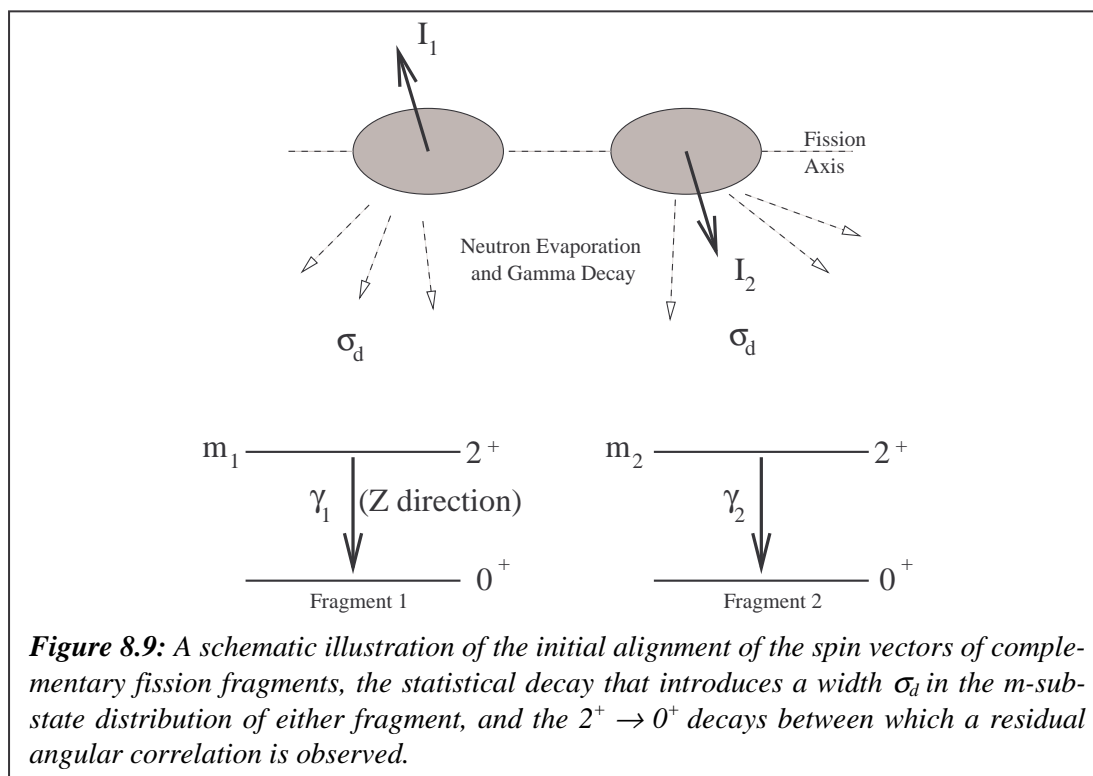 I₁
Fission
Axis
Neutron Evaporation
and Gamma Decay
I₂
σ_d
σ_d
m₁
2⁺
m₂
2⁺
γ₁
(Z direction)
γ₂
0⁺
0⁺
Fragment 1
Fragment 2
Figure 8.9: A schematic illustration of the initial alignment of the spin vectors of comple-
mentary fission fragments, the statistical decay that introduces a width σ_d in the m-sub-
state distribution of either fragment, and the 2⁺ → 0⁺ decays between which a residual
angular correlation is observed.